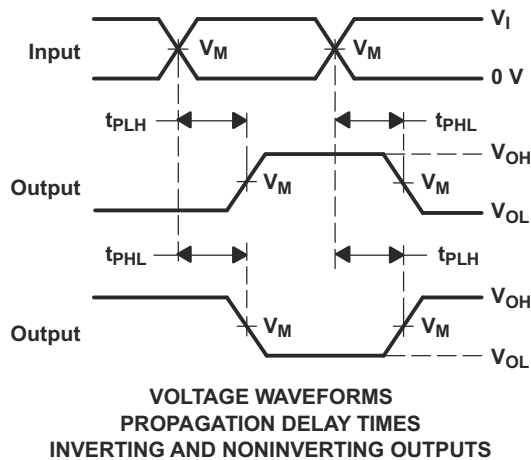 V_I
Input
V_M
V_M
0 V
t_PLH
t_PHL
V_OH
Output
V_M
V_M
V_OL
t_PHL
t_PLH
V_OH
Output
V_M
V_M
V_OL
VOLTAGE WAVEFORMS
PROPAGATION DELAY TIMES
INVERTING AND NONINVERTING OUTPUTS